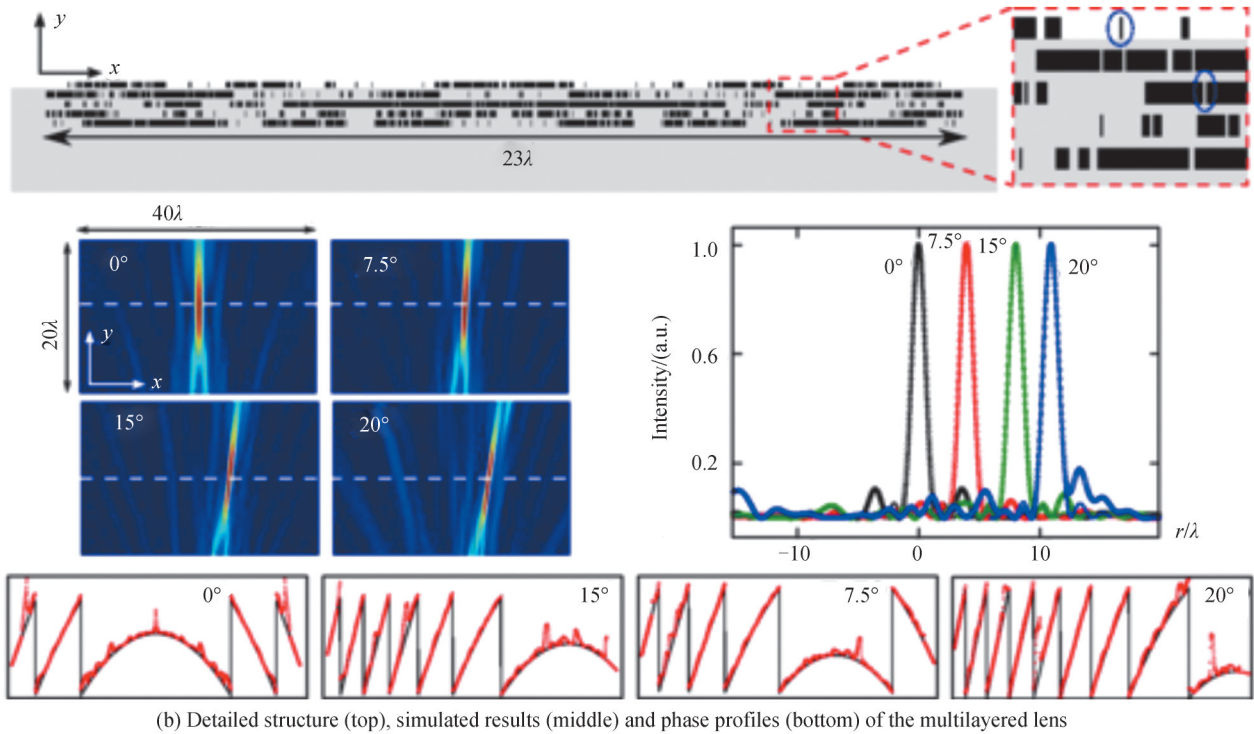 y
x
23λ
40λ
20λ
0°
7.5°
y
x
15°
20°
Intensity/(a.u.)
1.0
0.6
0.2
0°
7.5°
15°
20°
−10
0
10
r/λ
0°
15°
7.5°
20°
(b) Detailed structure (top), simulated results (middle) and phase profiles (bottom) of the multilayered lens